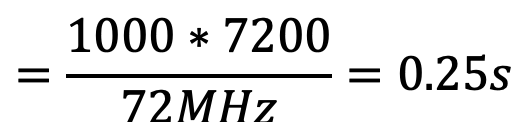 = 1000 * 7200 / 72MHz = 0.25s